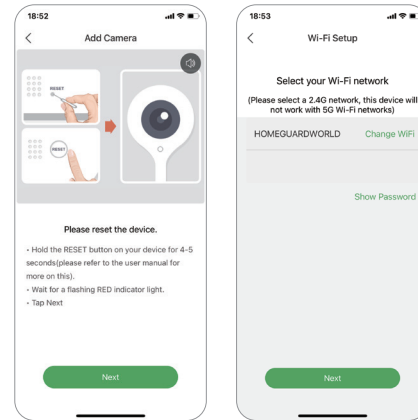 18:52
Add Camera
RESET
RESET
Please reset the device.
• Hold the RESET button on your device for 4-5
seconds(please refer to the user manual for
more on this).
• Wait for a flashing RED indicator light.
• Tap Next
Next
18:53
Wi-Fi Setup
Select your Wi-Fi network
(Please select a 2.4G network, this device will
not work with 5G Wi-Fi networks)
HOMEGUARDWORLD Change WiFi
Show Password
Next